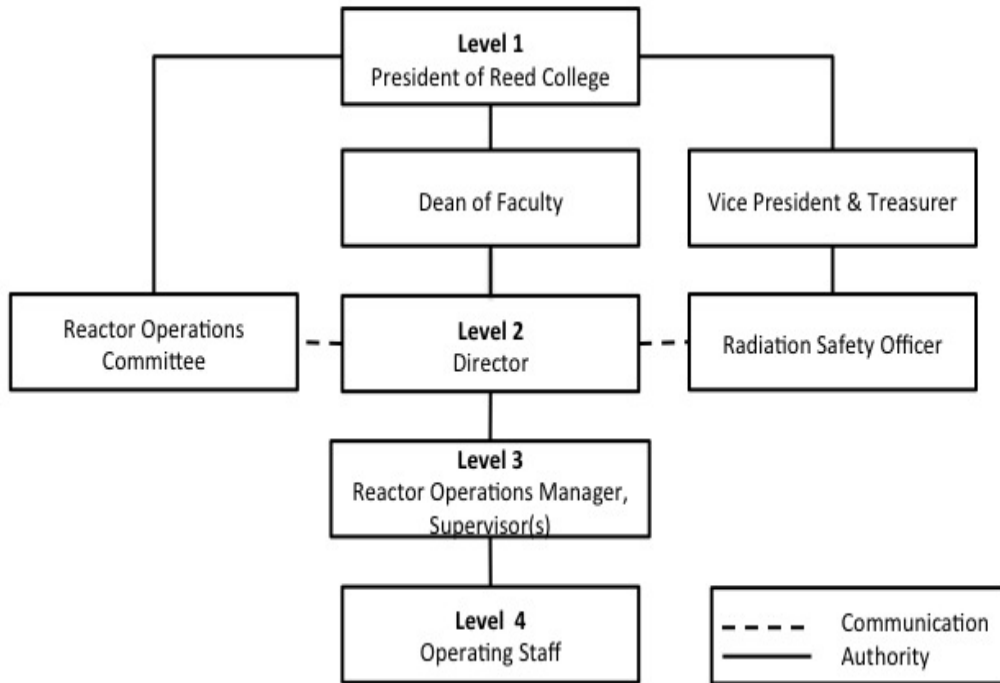 Level 1
President of Reed College
Dean of Faculty
Vice President & Treasurer
Reactor Operations
Committee
Level 2
Director
Radiation Safety Officer
Level 3
Reactor Operations Manager,
Supervisor(s)
Level 4
Operating Staff
Communication
Authority